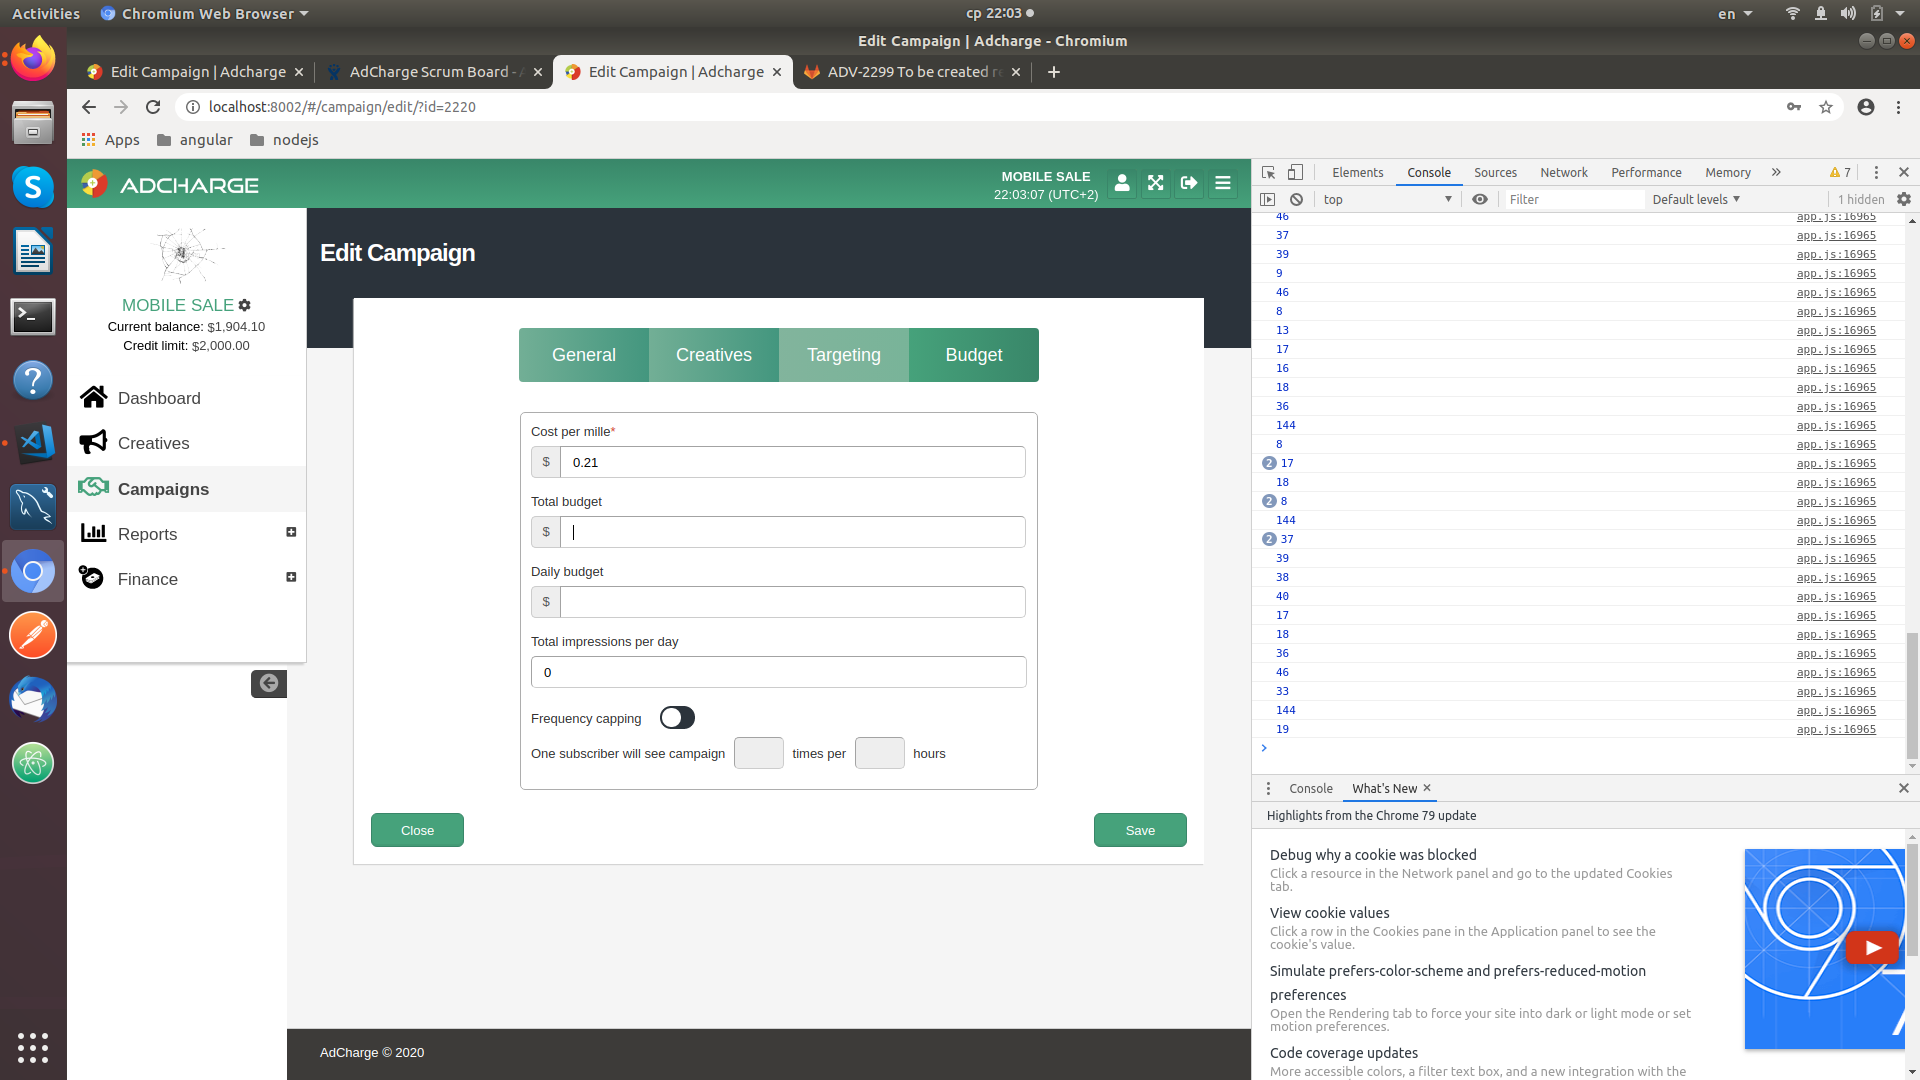 Activities
Chromium Web Browser
ср 22:03
en
Edit Campaign | Adcharge - Chromium
Edit Campaign | Adcharge
AdCharge Scrum Board -
Edit Campaign | Adcharge
ADV-2299 To be created
localhost:8002/#/campaign/edit/?id=2220
Apps
angular
nodejs
ADCHARGE
MOBILE SALE
22:03:07 (UTC+2)
MOBILE SALE
Current balance: $1,904.10
Credit limit: $2,000.00
Dashboard
Creatives
Campaigns
Reports
Finance
Edit Campaign
General
Creatives
Targeting
Budget
Cost per mille*
$ 0.21
Total budget
$
Daily budget
$
Total impressions per day
0
Frequency capping
One subscriber will see campaign times per hours
Close
Save
AdCharge © 2020
Elements
Console
Sources
Network
Performance
Memory
7
top
Filter
Default levels
1 hidden
46 app.js:16965
37 app.js:16965
39 app.js:16965
9 app.js:16965
46 app.js:16965
8 app.js:16965
13 app.js:16965
17 app.js:16965
16 app.js:16965
18 app.js:16965
36 app.js:16965
144 app.js:16965
8 app.js:16965
2 17 app.js:16965
18 app.js:16965
2 8 app.js:16965
144 app.js:16965
2 37 app.js:16965
39 app.js:16965
38 app.js:16965
40 app.js:16965
17 app.js:16965
18 app.js:16965
36 app.js:16965
46 app.js:16965
33 app.js:16965
144 app.js:16965
19 app.js:16965
Console
What's New
Highlights from the Chrome 79 update
Debug why a cookie was blocked
Click a resource in the Network panel and go to the updated Cookies
tab.
View cookie values
Click a row in the Cookies pane in the Application panel to see the
cookie's value.
Simulate prefers-color-scheme and prefers-reduced-motion
preferences
Open the Rendering tab to force your site into dark or light mode or set
motion preferences.
Code coverage updates
More accessible colors, a filter text box, and a new integration with the